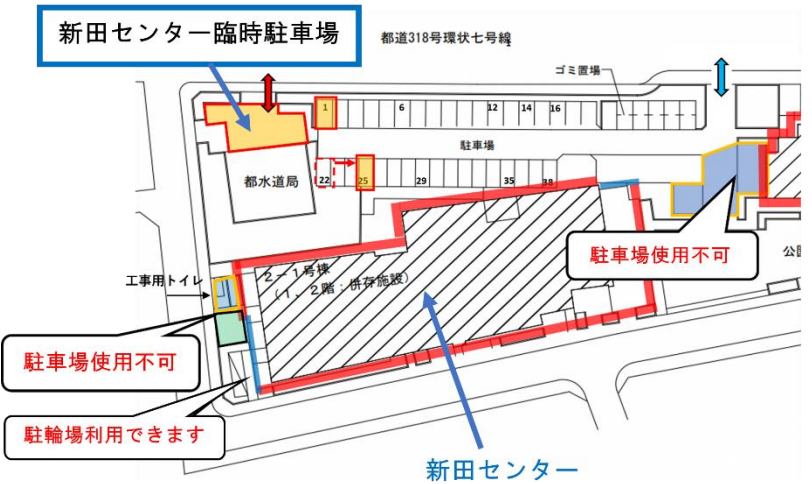 新田センター臨時駐車場
都道318号環状七号線
ゴミ置場
1
6
12
14
16
駐車場
都水道局
22
25
29
35
38
駐車場使用不可
公園
工事用トイレ
2-1号棟
(1、2階:併存施設)
駐車場使用不可
駐輪場利用できます
新田センター